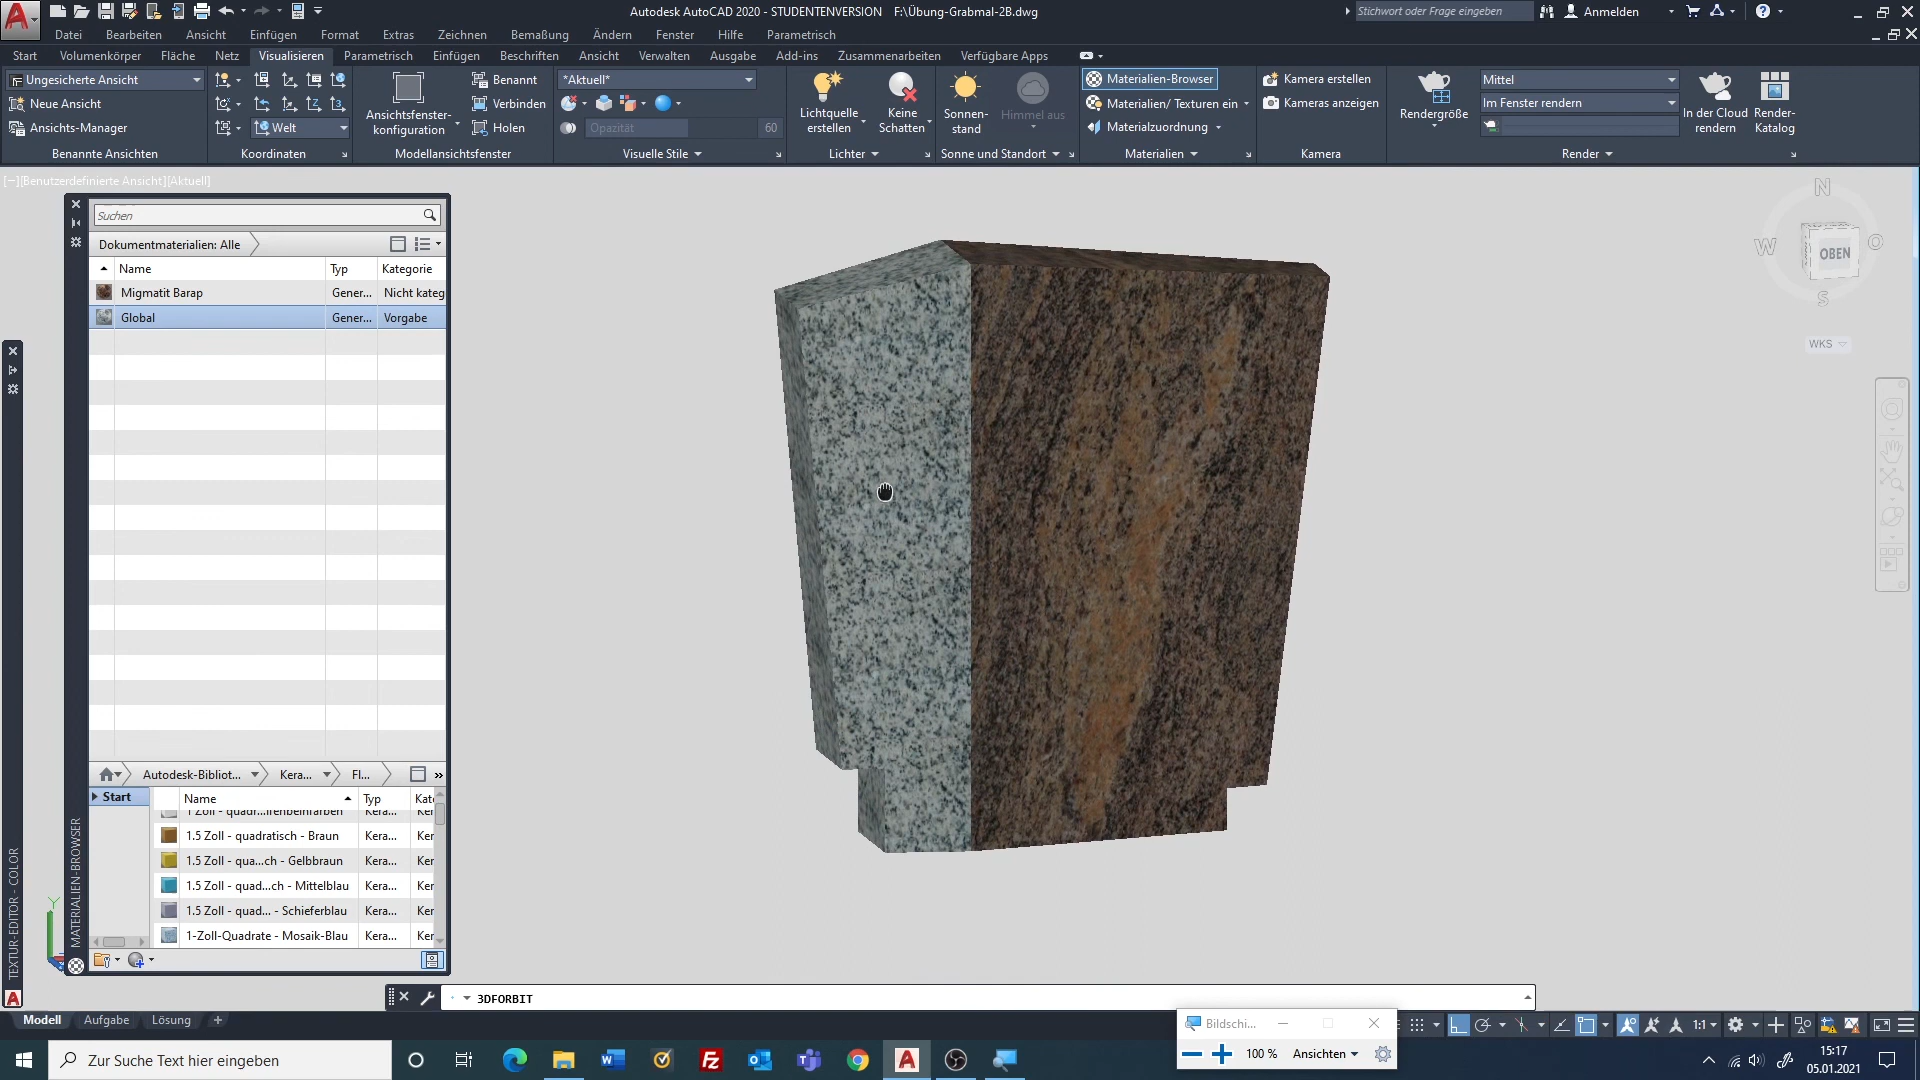 Autodesk AutoCAD 2020 - STUDENTENVERSION F:\Übung-Grabmal-2B.dwg
Stichwort oder Frage eingeben
Anmelden
Datei Bearbeiten Ansicht Einfügen Format Extras Zeichnen Bemaßung Ändern Fenster Hilfe Parametrisch
Start Volumenkörper Fläche Netz Visualisieren Parametrisch Einfügen Beschriften Ansicht Verwalten Ausgabe Add-ins Zusammenarbeiten Verfügbare Apps
Ungesicherte Ansicht
Neue Ansicht
Ansichts-Manager
Benannte Ansichten
Welt
Koordinaten
Ansichtsfenster-
konfiguration
Benannt
Verbinden
Holen
Modellansichtsfenster
*Aktuell*
Opazität 60
Visuelle Stile
Lichtquelle
erstellen
Keine
Schatten
Lichter
Sonnen-
stand
Himmel aus
Sonne und Standort
Materialien-Browser
Materialien/ Texturen ein
Materialzuordnung
Materialien
Kamera erstellen
Kameras anzeigen
Kamera
Rendergröße
Mittel
Im Fenster rendern
In der Cloud
rendern
Render-
Katalog
Render
[−][Benutzerdefinierte Ansicht][Aktuell]
Suchen
Dokumentmaterialien: Alle
Name Typ Kategorie
Migmatit Barap Gener... Nicht kateg
Global Gener... Vorgabe
Autodesk-Bibliot... Kera... Fl... »
Start
Name Typ Kate
1.5 Zoll - quadratisch - Braun Kera... Ker
1.5 Zoll - qua...ch - Gelbbraun Kera... Ker
1.5 Zoll - quad...ch - Mittelblau Kera... Ker
1.5 Zoll - quad... - Schieferblau Kera... Ker
1-Zoll-Quadrate - Mosaik-Blau Kera... Ker
MATERIALIEN-BROWSER
TEXTUR-EDITOR - COLOR
Y
N
W
OBEN
O
S
WKS
3DFORBIT
Modell Aufgabe Lösung +
1:1
Bildschi...
100 % Ansichten
Zur Suche Text hier eingeben
15:17
05.01.2021